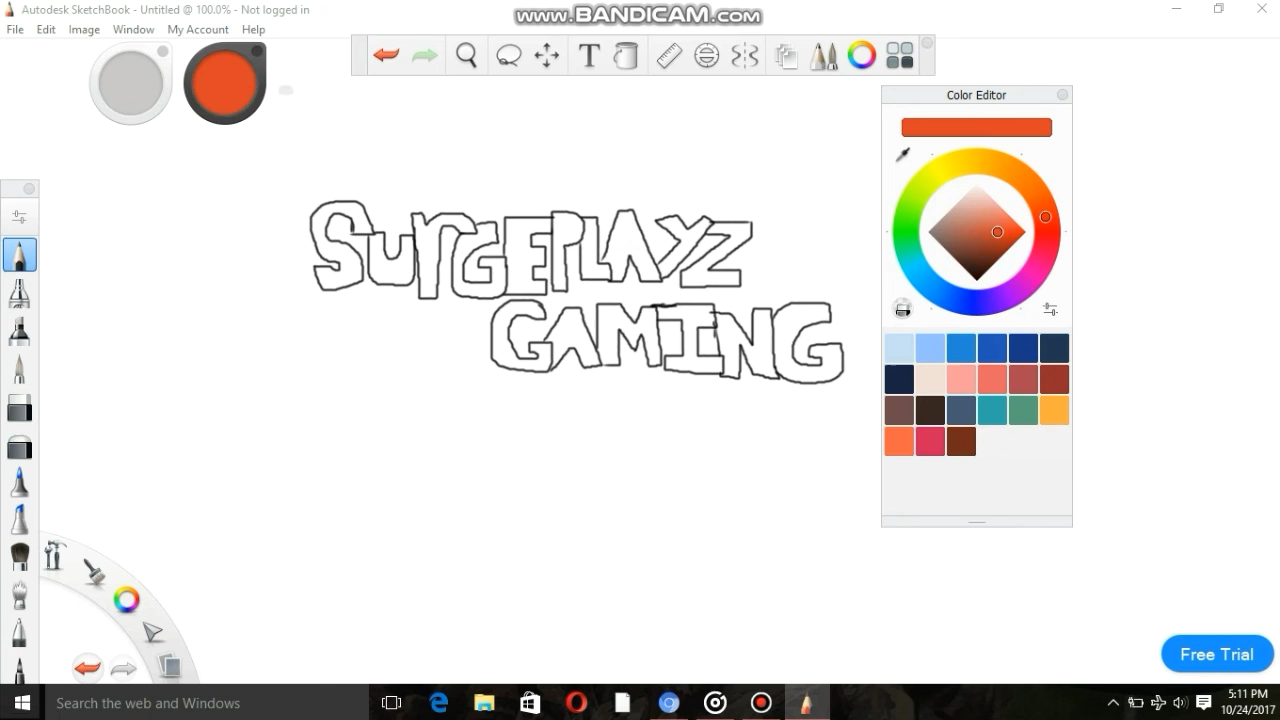 Autodesk SketchBook - Untitled @ 100.0% - Not logged in
www.BANDICAM.com
File Edit Image Window My Account Help
T
Color Editor
SURGEPLAYZ
GAMING
Free Trial
Search the web and Windows
5:11 PM
10/24/2017